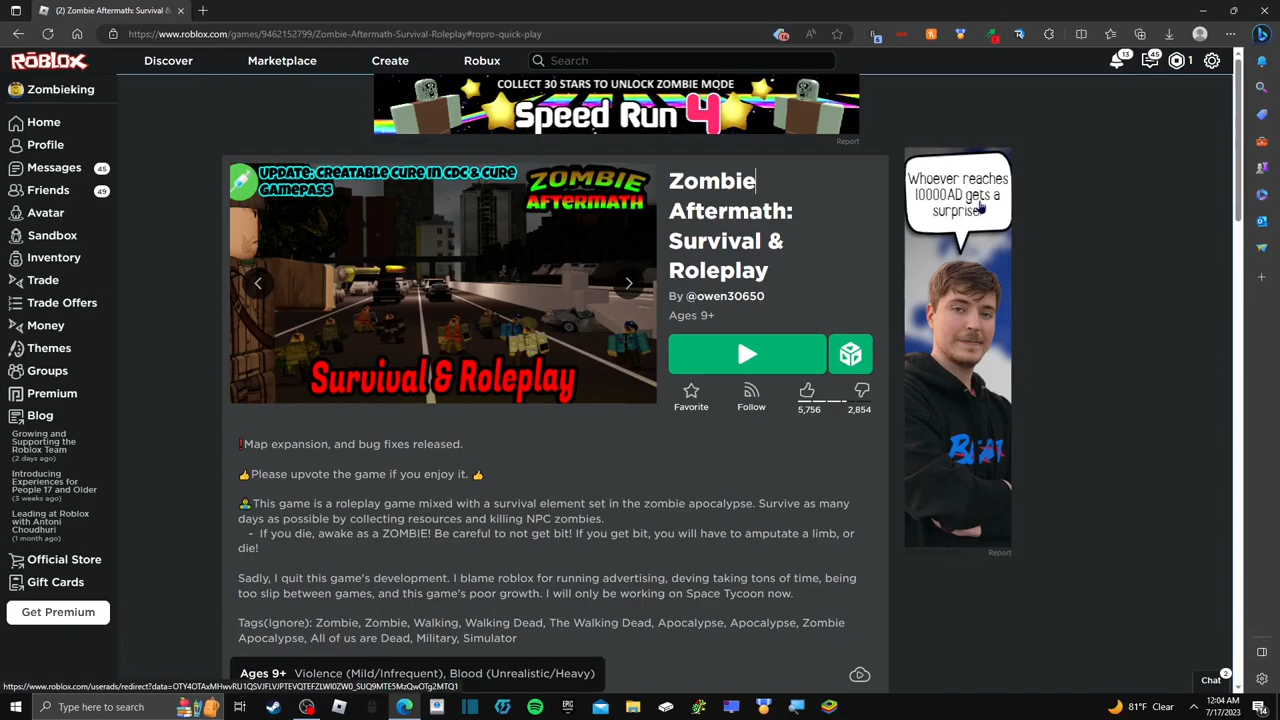 (2) Zombie Aftermath: Survival &
https://www.roblox.com/games/9462152799/Zombie-Aftermath-Survival-Roleplay#ropro-quick-play
ROBLOX
Discover
Marketplace
Create
Robux
Search
13
45
1
Zombieking
Home
Profile
Messages
45
Friends
49
Avatar
Sandbox
Inventory
Trade
Trade Offers
Money
Themes
Groups
Premium
Blog
Growing and
Supporting the
Roblox Team
(2 days ago)
Introducing
Experiences for
People 17 and Older
(3 weeks ago)
Leading at Roblox
with Antoni
Choudhuri
(1 month ago)
Official Store
Gift Cards
Get Premium
COLLECT 30 STARS TO UNLOCK ZOMBIE MODE
Speed Run 4
Report
UPDATE: CREATABLE CURE IN CDC & CURE
GAMEPASS
ZOMBIE
AFTERMATH
Survival & Roleplay
Zombie
Aftermath:
Survival &
Roleplay
By @owen30650
Ages 9+
Favorite
Follow
5,756
2,854
❗Map expansion, and bug fixes released.
👍Please upvote the game if you enjoy it. 👍
🧟This game is a roleplay game mixed with a survival element set in the zombie apocalypse. Survive as many
days as possible by collecting resources and killing NPC zombies.
- If you die, awake as a ZOMBIE! Be careful to not get bit! If you get bit, you will have to amputate a limb, or
die!
Sadly, I quit this game's development. I blame roblox for running advertising, deving taking tons of time, being
too slip between games, and this game's poor growth. I will only be working on Space Tycoon now.
Tags(Ignore): Zombie, Zombie, Walking, Walking Dead, The Walking Dead, Apocalypse, Apocalypse, Zombie
Apocalypse, All of us are Dead, Military, Simulator
Ages 9+ Violence (Mild/Infrequent), Blood (Unrealistic/Heavy)
Whoever reaches
10000AD gets a
surprise
Report
Chat
2
https://www.roblox.com/userads/redirect?data=
Type here to search
81°F Clear
12:04 AM
7/17/2023